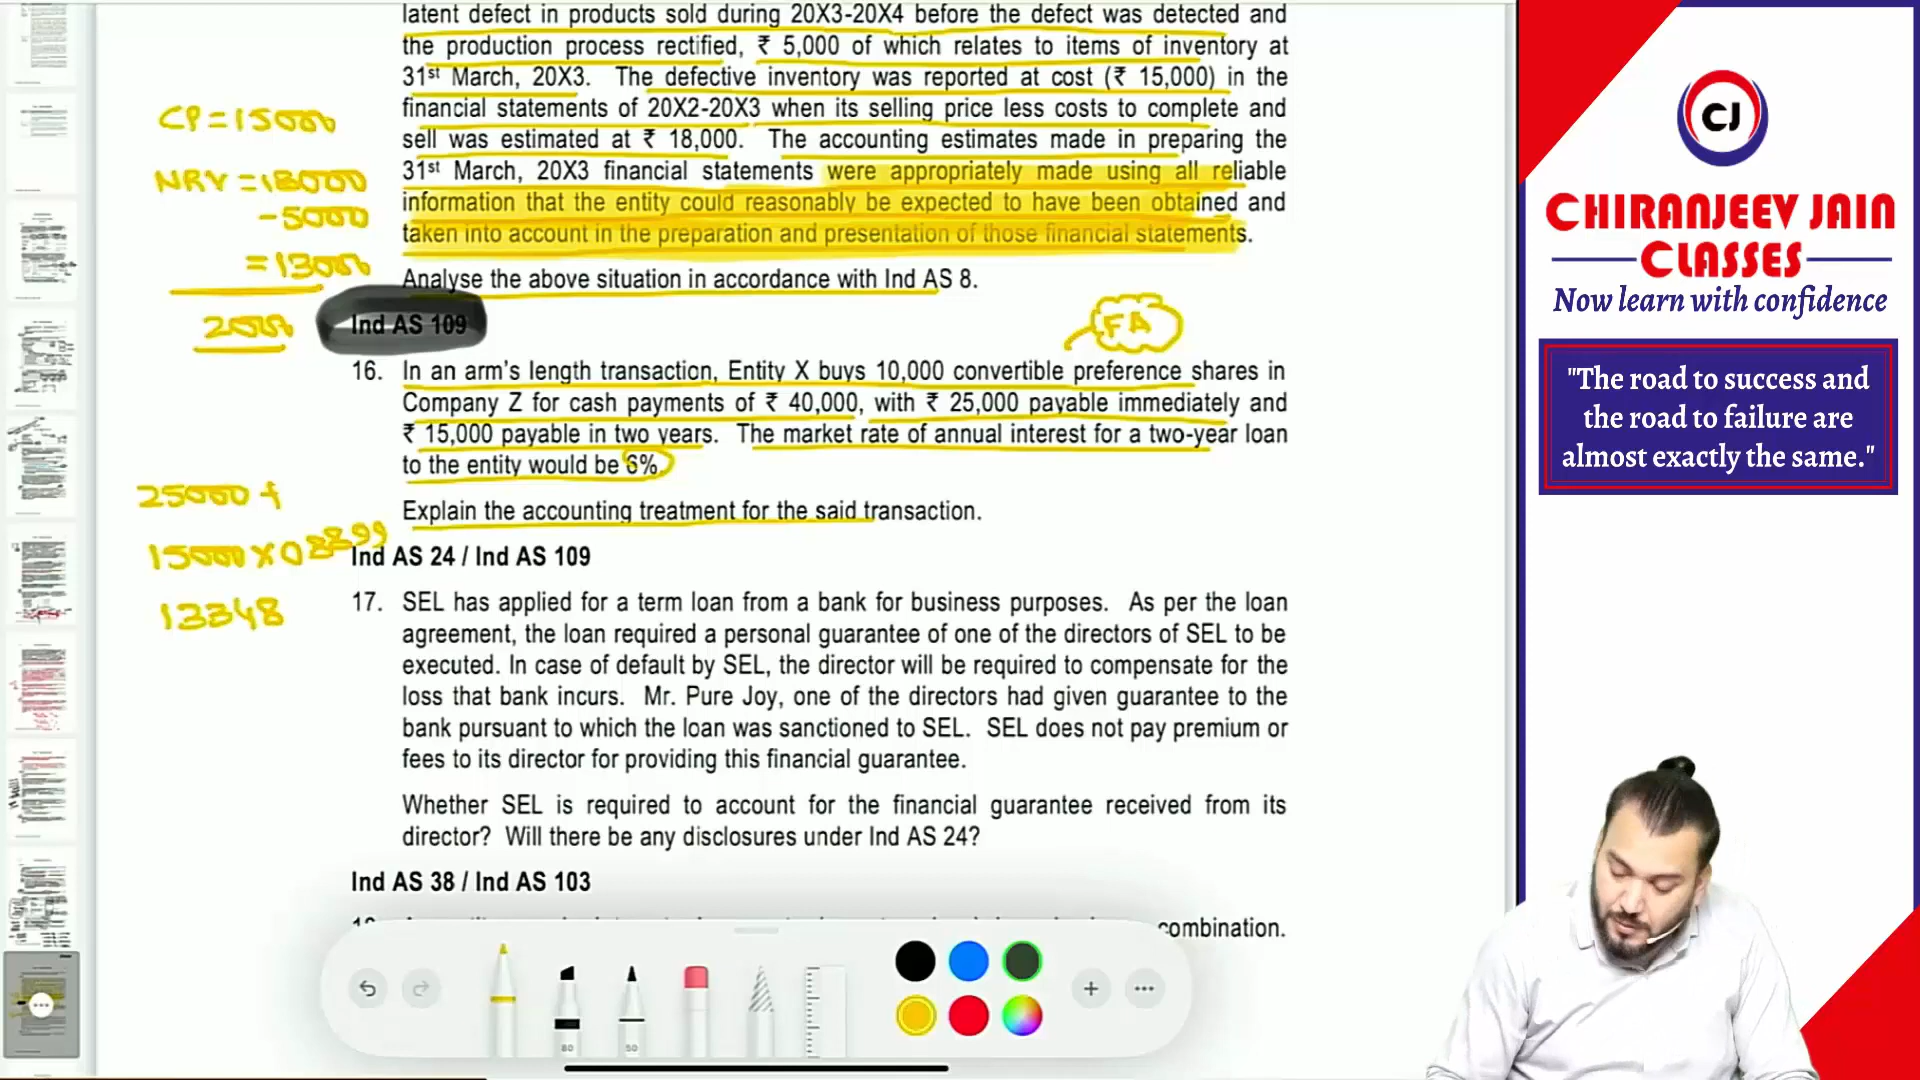 latent defect in products sold during 20X3-20X4 before the defect was detected and
the production process rectified, ₹ 5,000 of which relates to items of inventory at
31st March, 20X3. The defective inventory was reported at cost (₹ 15,000) in the
financial statements of 20X2-20X3 when its selling price less costs to complete and
sell was estimated at ₹ 18,000. The accounting estimates made in preparing the
31st March, 20X3 financial statements were appropriately made using all reliable
information that the entity could reasonably be expected to have been obtained and
taken into account in the preparation and presentation of those financial statements.
Analyse the above situation in accordance with Ind AS 8.
CP = 15000
NRV = 18000
- 5000
= 13000
2000
Ind AS 109
FA
16. In an arm's length transaction, Entity X buys 10,000 convertible preference shares in
Company Z for cash payments of ₹ 40,000, with ₹ 25,000 payable immediately and
₹ 15,000 payable in two years. The market rate of annual interest for a two-year loan
to the entity would be 6%.
Explain the accounting treatment for the said transaction.
25000 +
15000 X 0.8899
13348
Ind AS 24 / Ind AS 109
17. SEL has applied for a term loan from a bank for business purposes. As per the loan
agreement, the loan required a personal guarantee of one of the directors of SEL to be
executed. In case of default by SEL, the director will be required to compensate for the
loss that bank incurs. Mr. Pure Joy, one of the directors had given guarantee to the
bank pursuant to which the loan was sanctioned to SEL. SEL does not pay premium or
fees to its director for providing this financial guarantee.
Whether SEL is required to account for the financial guarantee received from its
director? Will there be any disclosures under Ind AS 24?
Ind AS 38 / Ind AS 103
combination.
80
50
CJ
CHIRANJEEV JAIN
CLASSES
Now learn with confidence
"The road to success and
the road to failure are
almost exactly the same."